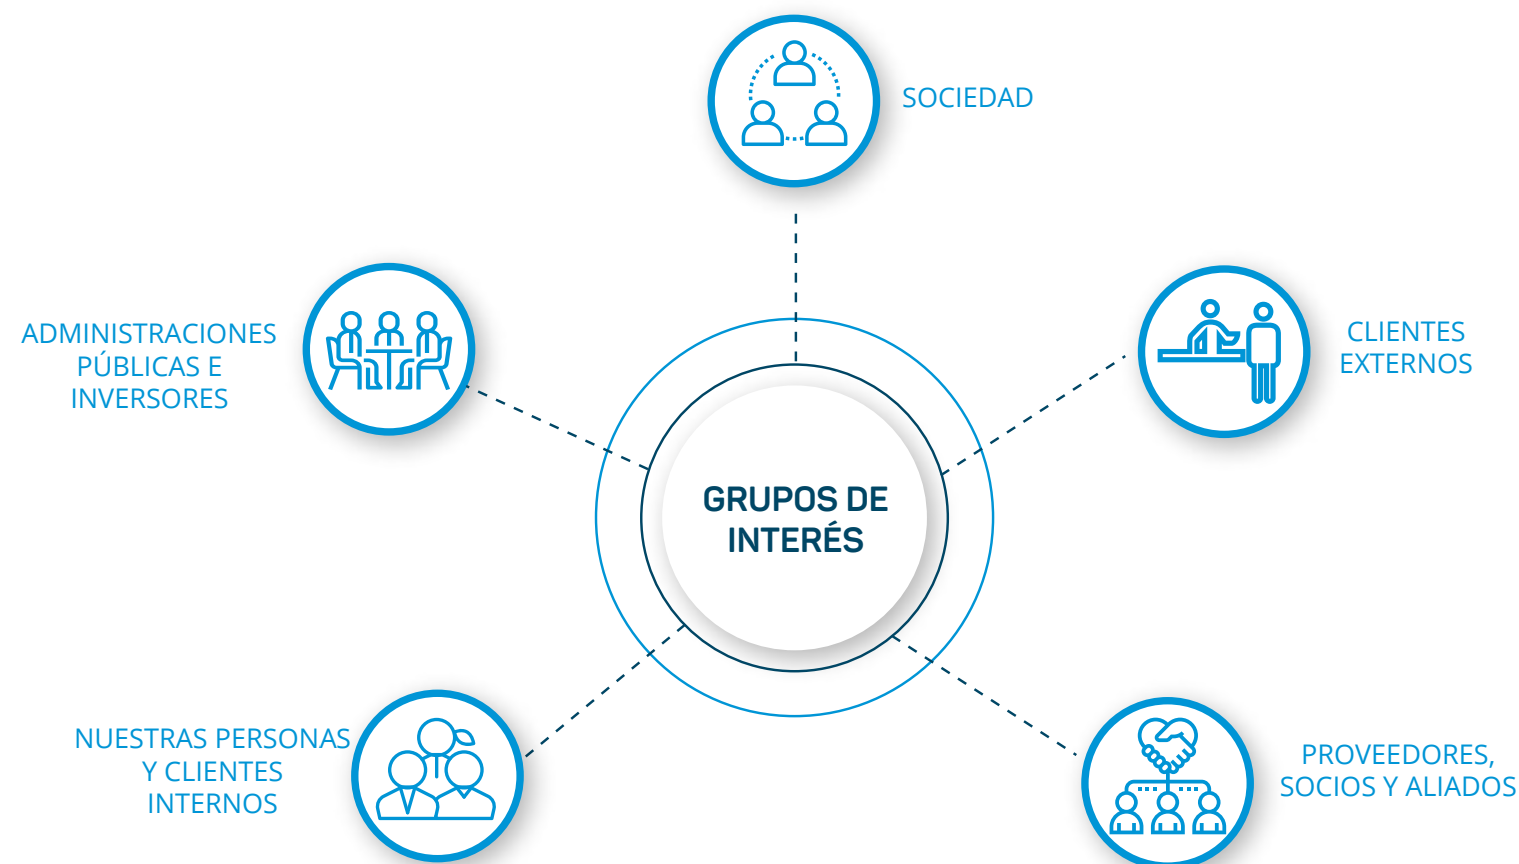 SOCIEDAD
ADMINISTRACIONES
PÚBLICAS E
INVERSORES
CLIENTES
EXTERNOS
GRUPOS DE
INTERÉS
NUESTRAS PERSONAS
Y CLIENTES
INTERNOS
PROVEEDORES,
SOCIOS Y ALIADOS